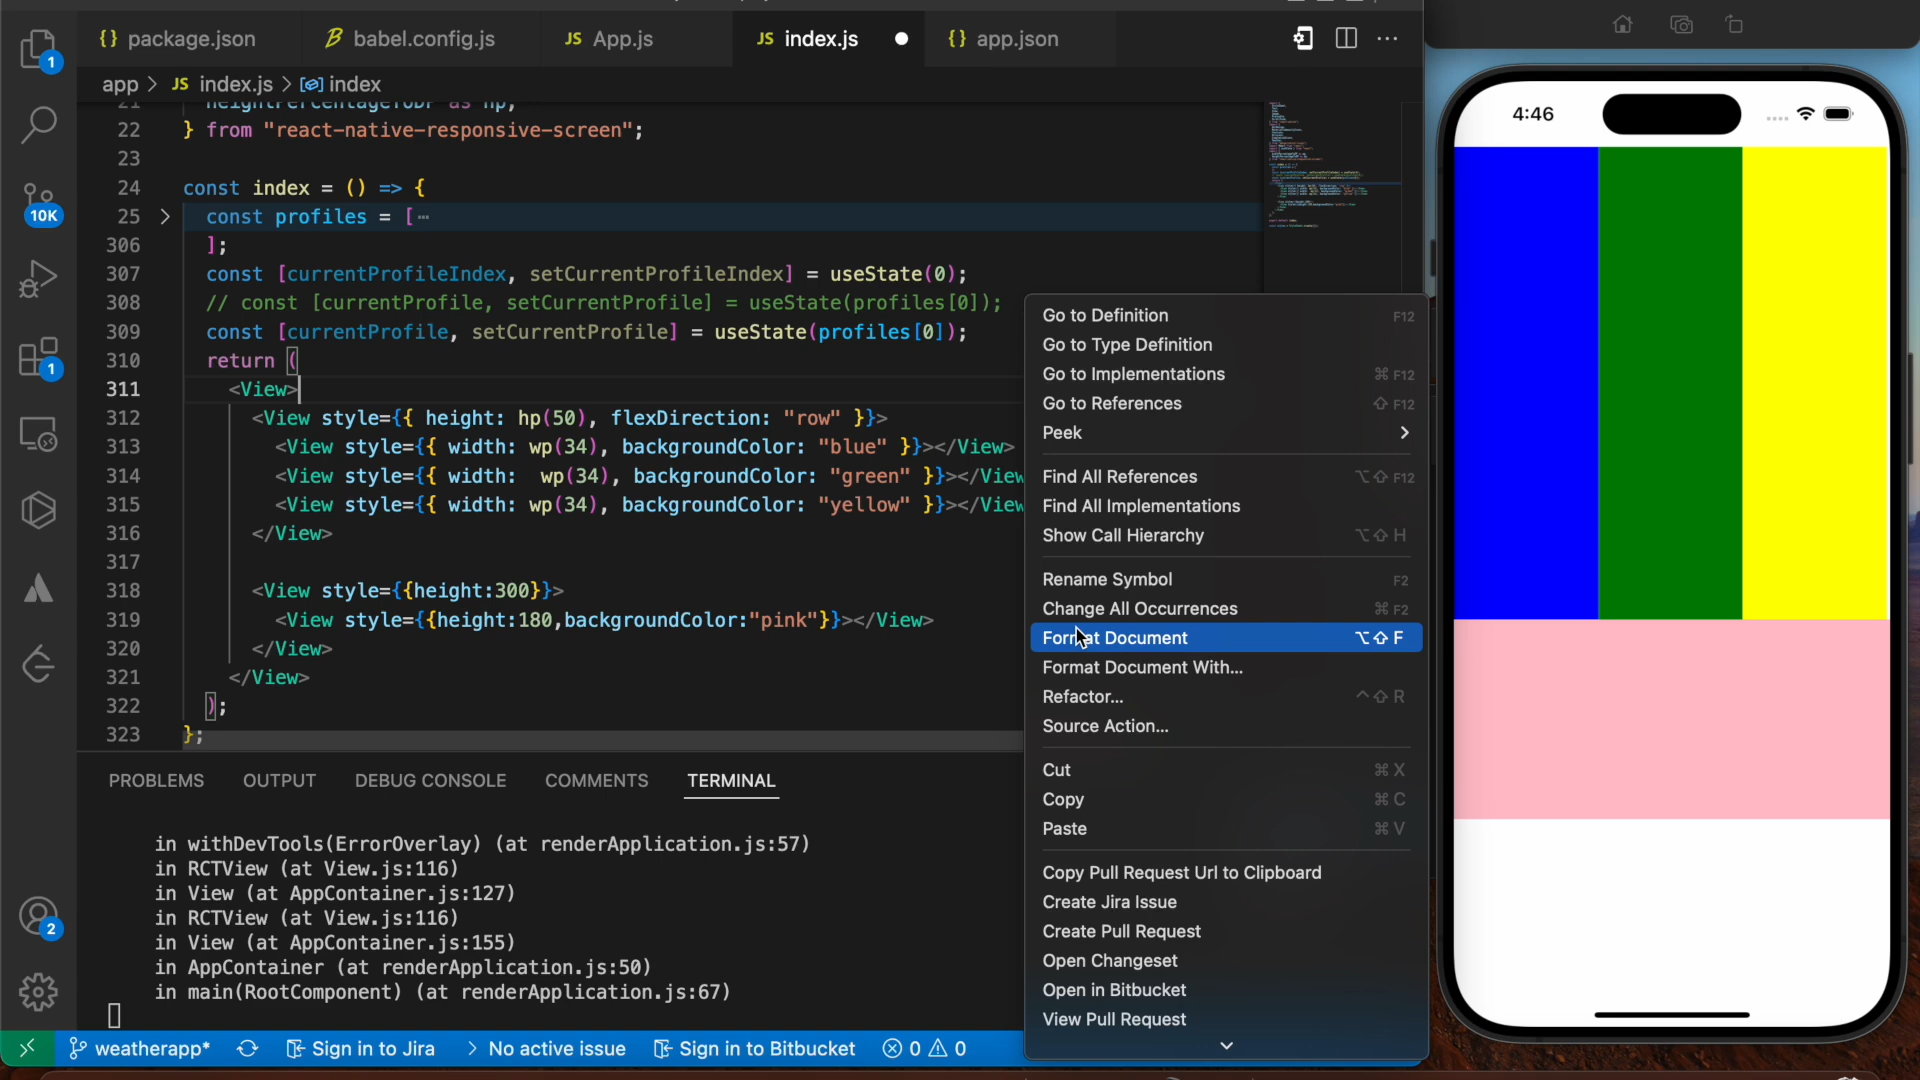 {} package.json
babel.config.js
JS App.js
JS index.js
{} app.json
app > JS index.js > index
21 heightPercentageToDP as hp,
22 } from "react-native-responsive-screen";
23
24 const index = () => {
25 const profiles = [⋯
306 ];
307 const [currentProfileIndex, setCurrentProfileIndex] = useState(0);
308 // const [currentProfile, setCurrentProfile] = useState(profiles[0]);
309 const [currentProfile, setCurrentProfile] = useState(profiles[0]);
310 return (
311 <View>
312 <View style={{ height: hp(50), flexDirection: "row" }}>
313 <View style={{ width: wp(34), backgroundColor: "blue" }}></View>
314 <View style={{ width:  wp(34), backgroundColor: "green" }}></View
315 <View style={{ width: wp(34), backgroundColor: "yellow" }}></View
316 </View>
317
318 <View style={{height:300}}>
319 <View style={{height:180,backgroundColor:"pink"}}></View>
320 </View>
321 </View>
322 );
323 };
1
10K
1
2
Go to Definition F12
Go to Type Definition
Go to Implementations ⌘ F12
Go to References ⇧ F12
Peek
Find All References ⌥⇧ F12
Find All Implementations
Show Call Hierarchy ⌥⇧ H
Rename Symbol F2
Change All Occurrences ⌘ F2
Format Document ⌥⇧ F
Format Document With...
Refactor... ^⇧ R
Source Action...
Cut ⌘ X
Copy ⌘ C
Paste ⌘ V
Copy Pull Request Url to Clipboard
Create Jira Issue
Create Pull Request
Open Changeset
Open in Bitbucket
View Pull Request
PROBLEMS OUTPUT DEBUG CONSOLE COMMENTS TERMINAL
in withDevTools(ErrorOverlay) (at renderApplication.js:57)
in RCTView (at View.js:116)
in View (at AppContainer.js:127)
in RCTView (at View.js:116)
in View (at AppContainer.js:155)
in AppContainer (at renderApplication.js:50)
in main(RootComponent) (at renderApplication.js:67)
weatherapp* Sign in to Jira > No active issue Sign in to Bitbucket 0 0
4:46